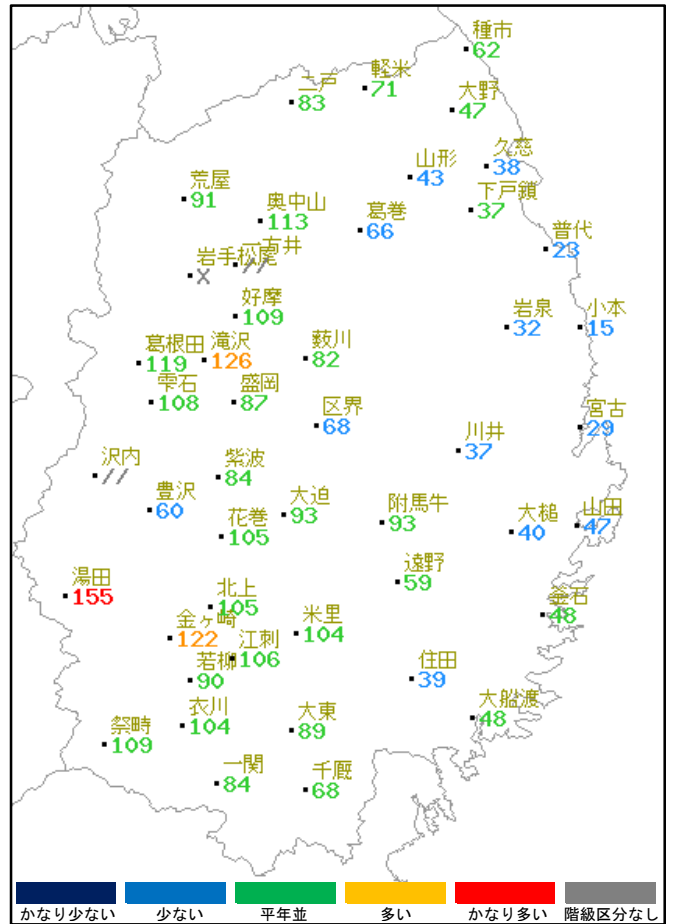 種市
62
軽米
71
二戸
83
大野
47
久慈
38
山形
43
荒屋
91
下戸鎖
37
奥中山
113
葛巻
66
普代
23
一方井
//
岩手松尾
×
好摩
109
岩泉
32
小本
15
葛根田
119
滝沢
126
薮川
82
雫石
108
盛岡
87
区界
68
宮古
29
川井
37
沢内
//
紫波
84
豊沢
60
大迫
93
附馬牛
93
山田
47
大槌
40
花巻
105
遠野
59
湯田
155
北上
105
釜石
48
金ヶ崎
122
米里
104
江刺
106
若柳
90
住田
39
衣川
104
大東
89
大船渡
48
祭畤
109
一関
84
千厩
68
かなり少ない 少ない 平年並 多い かなり多い 階級区分なし